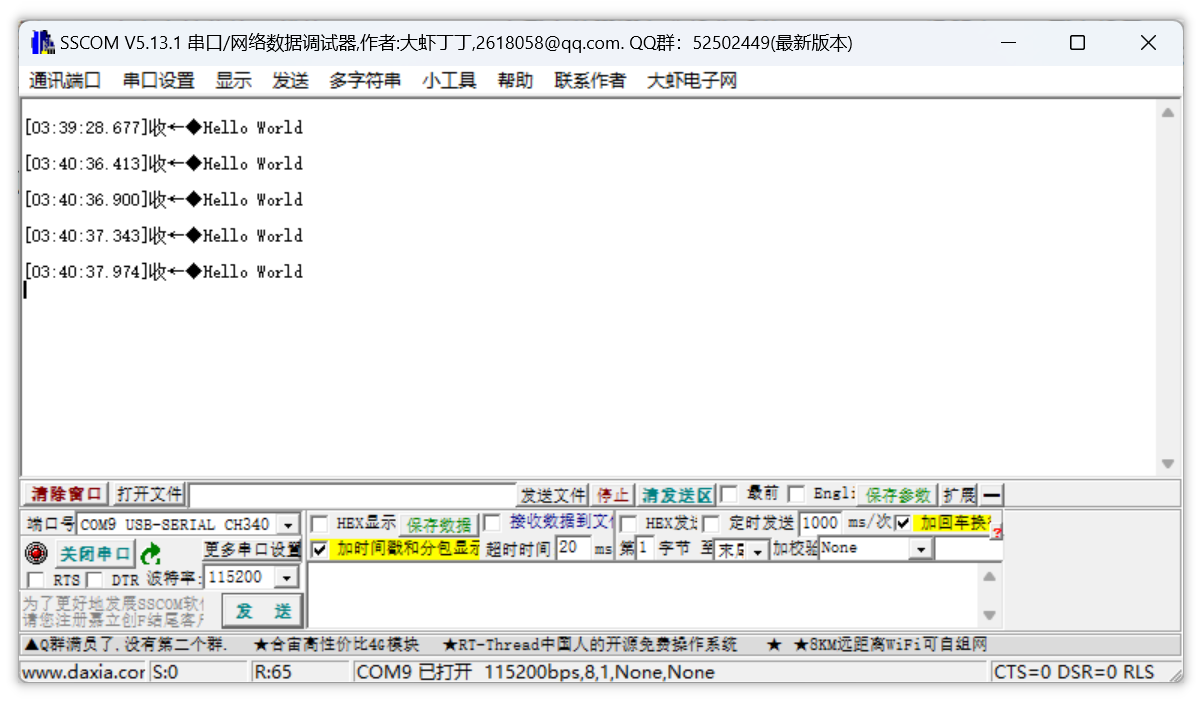 SSCOM V5.13.1 串口/网络数据调试器,作者:大虾丁丁,2618058@qq.com. QQ群：52502449(最新版本)
通讯端口 串口设置 显示 发送 多字符串 小工具 帮助 联系作者 大虾电子网
[03:39:28.677]收←◆Hello World
[03:40:36.413]收←◆Hello World
[03:40:36.900]收←◆Hello World
[03:40:37.343]收←◆Hello World
[03:40:37.974]收←◆Hello World
清除窗口 打开文件 发送文件 停止 清发送区 最前 Engli 保存参数 扩展 —
端口号 COM9 USB-SERIAL CH340 HEX显示 保存数据 接收数据到文 HEX发 定时发送 1000 ms/次 加回车换 ?
关闭串口 更多串口设置 加时间戳和分包显示 超时时间 20 ms 第1 字节 至 末尾 加校验 None
RTS DTR 波特率: 115200
为了更好地发展SSCOM软件
请您注册嘉立创F结尾客户
发 送
▲Q群满员了,没有第二个群. ★合宙高性价比4G模块 ★RT-Thread中国人的开源免费操作系统 ★ ★8KM远距离WiFi可自组网
www.daxia.cor S:0 R:65 COM9 已打开 115200bps,8,1,None,None CTS=0 DSR=0 RLS